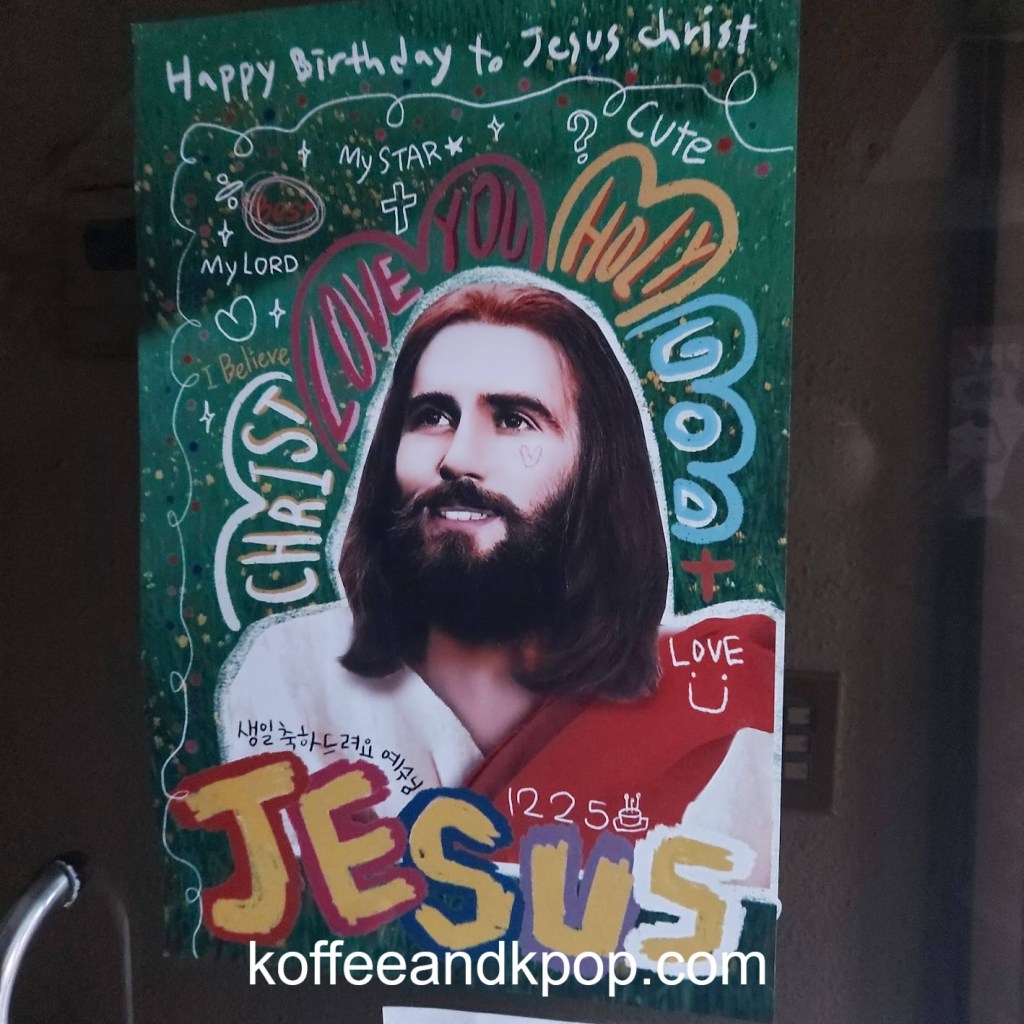 Happy Birthday to Jesus christ
My STAR
? cute
%
Best
My LORD
LOVE YOU
HOLY
GOD
I Believe
CHRIST
LOVE
생일축하드려요 예수님
1225
JESUS
koffeeandkpop.com